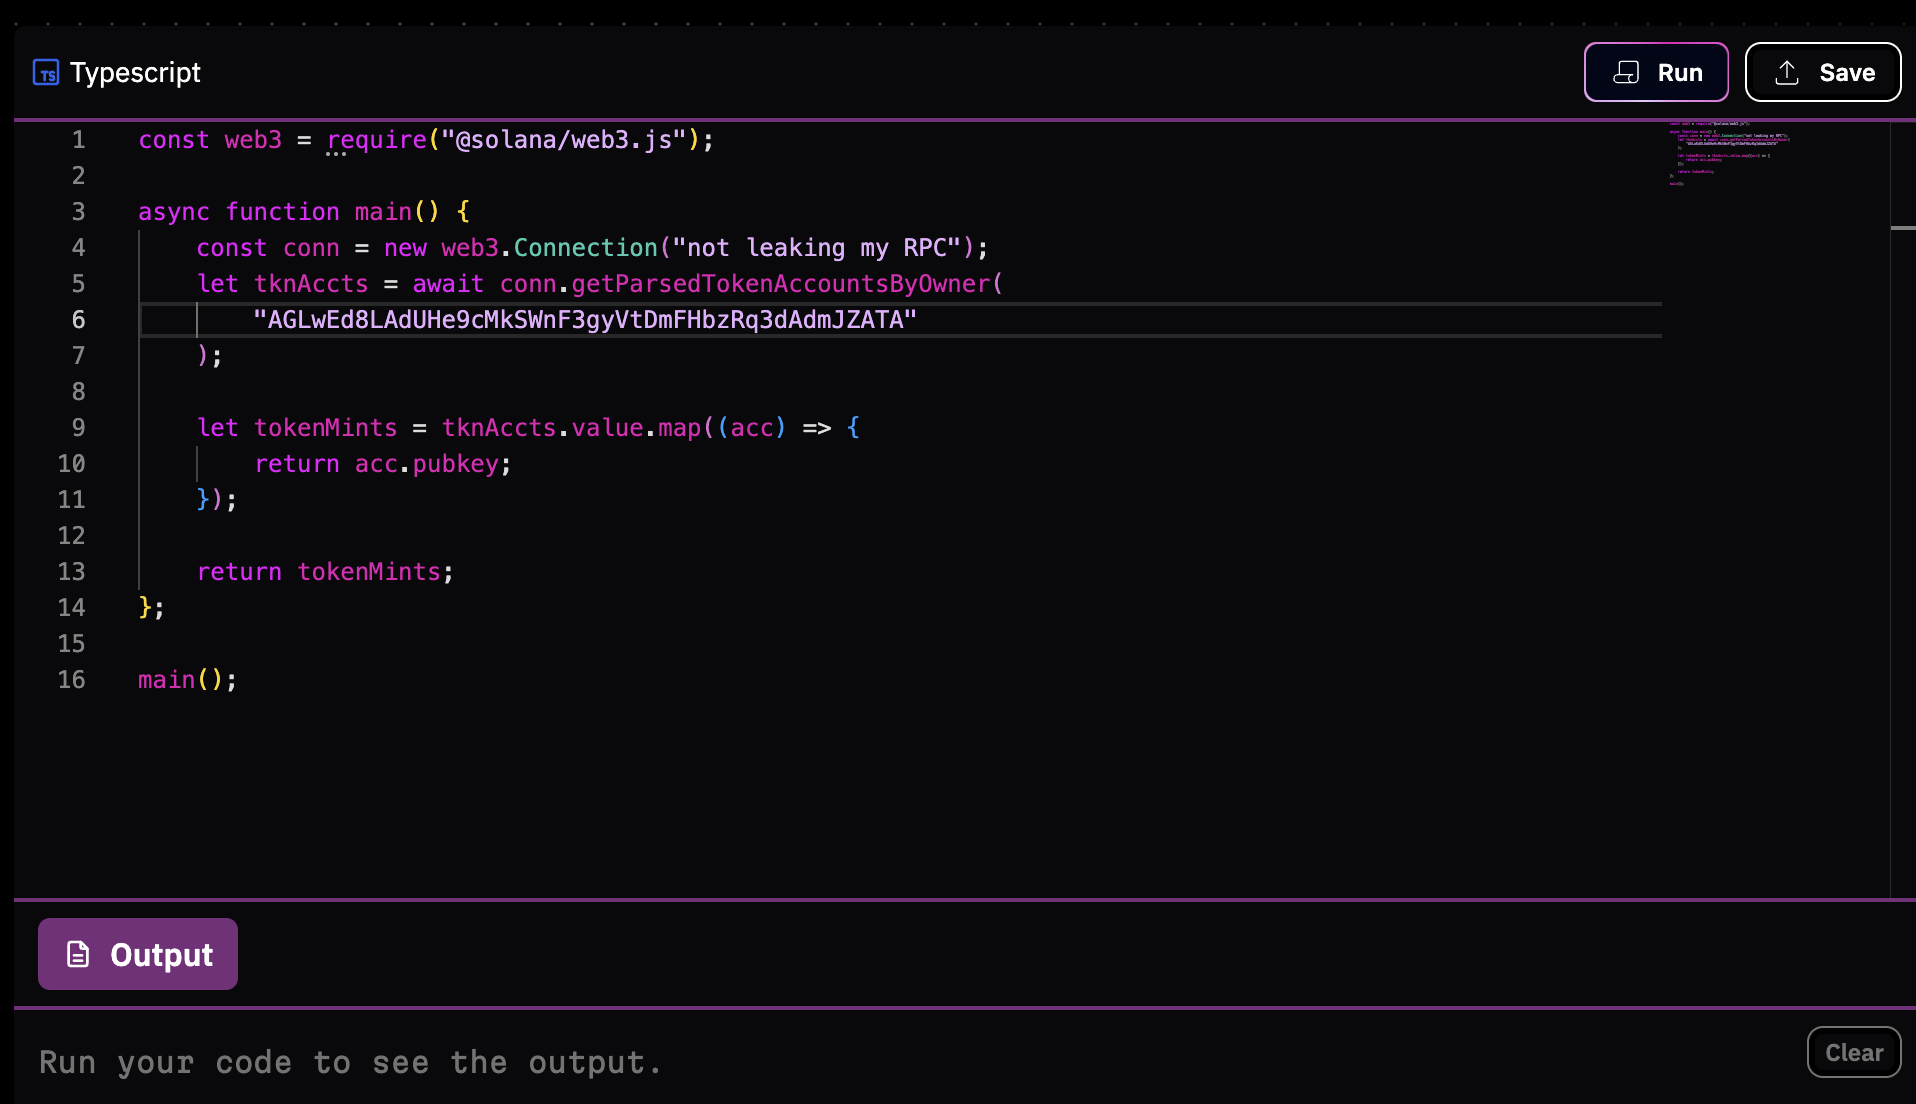 TS Typescript
Run
Save
1 const web3 = require("@solana/web3.js");
2
3 async function main() {
4 const conn = new web3.Connection("not leaking my RPC");
5 let tknAccts = await conn.getParsedTokenAccountsByOwner(
6 "AGLwEd8LAdUHe9cMkSWnF3gyVtDmFHbzRq3dAdmJZATA"
7 );
8
9 let tokenMints = tknAccts.value.map((acc) => {
10 return acc.pubkey;
11 });
12
13 return tokenMints;
14 };
15
16 main();
Output
Run your code to see the output.
Clear